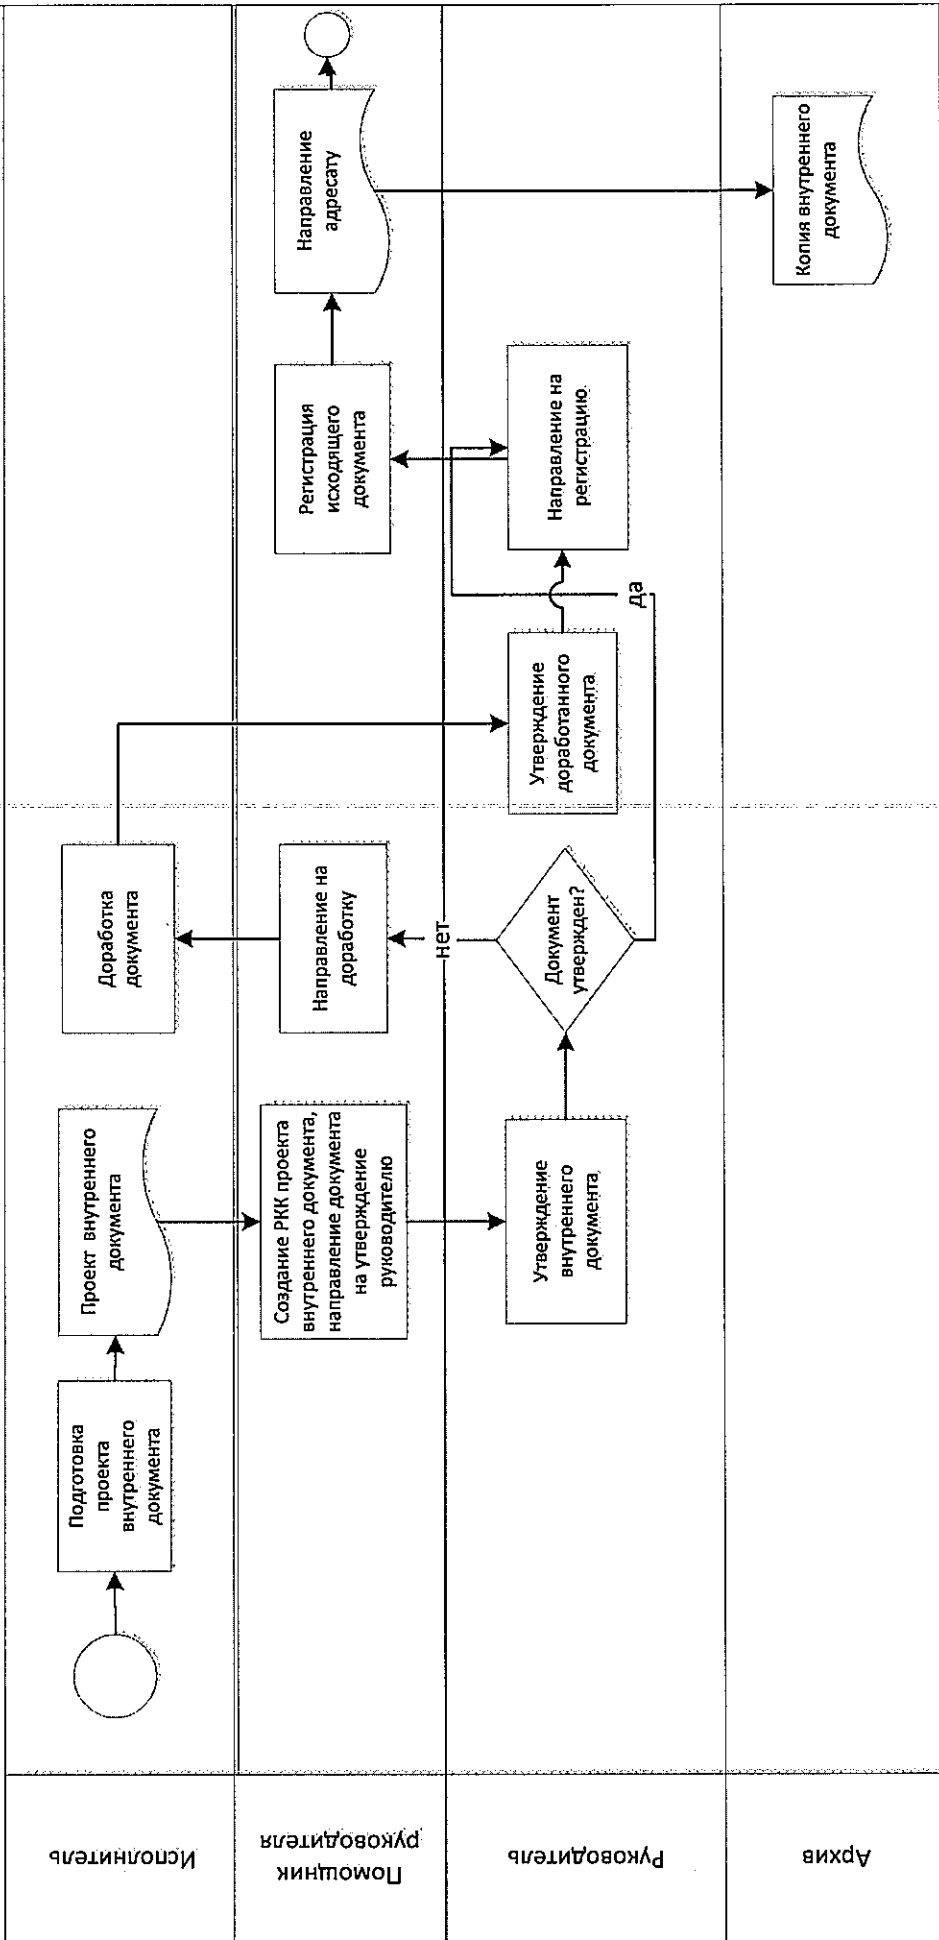 Исполнитель
Подготовка
проекта
внутреннего
документа
Проект внутреннего
документа
Доработка
документа
Помощник
руководителя
Создание РКК проекта
внутреннего документа,
направление документа
на утверждение
руководителю
Направление на
доработку
Регистрация
исходящего
документа
Направление
адресату
Руководитель
Утверждение
внутреннего
документа
Документ
утвержден?
нет
да
Утверждение
доработанного
документа
Направление на
регистрацию
Архив
Копия внутреннего
документа